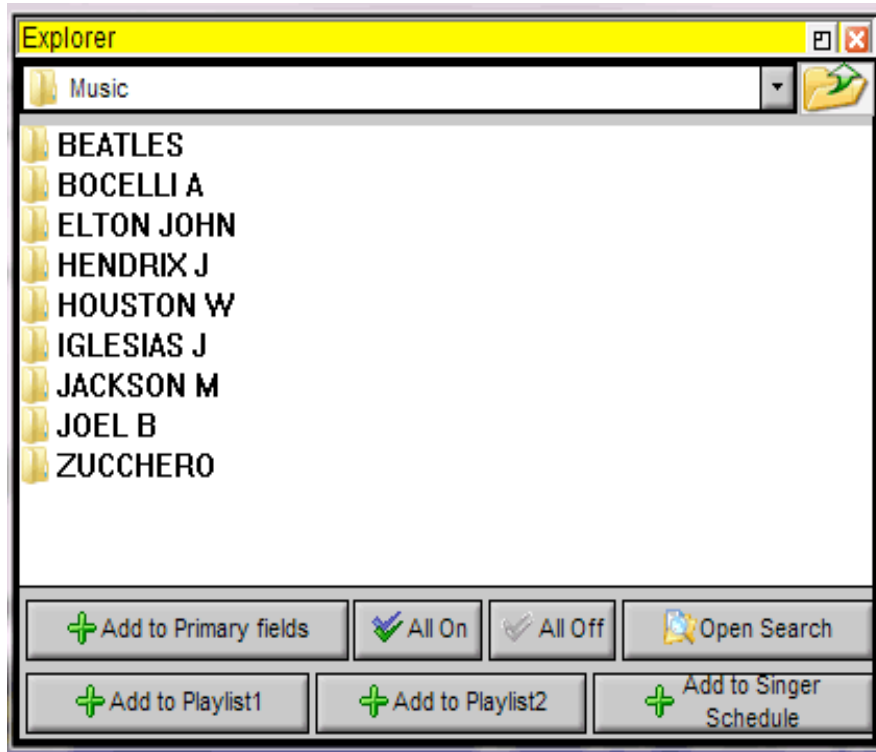 Explorer
Music
BEATLES
BOCELLI A
ELTON JOHN
HENDRIX J
HOUSTON W
IGLESIAS J
JACKSON M
JOEL B
ZUCCHERO
Add to Primary fields
All On
All Off
Open Search
Add to Playlist1
Add to Playlist2
Add to Singer
Schedule